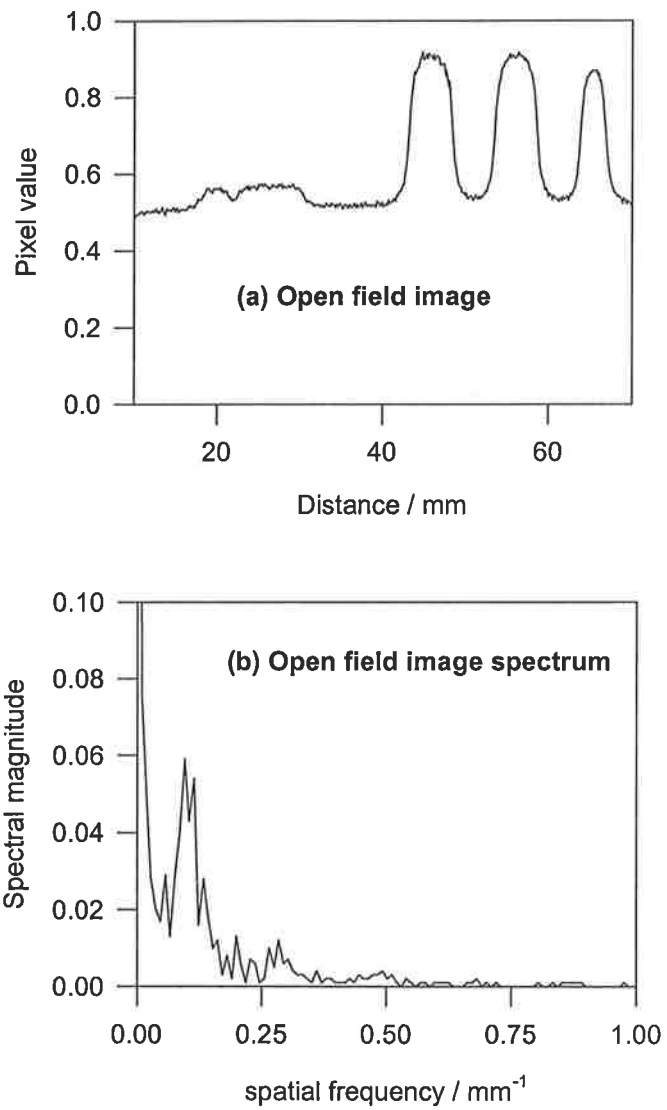 1.0
0.8
0.6
0.4
0.2
0.0
Pixel value
(a) Open field image
20 40 60
Distance / mm
0.10
0.08
0.06
0.04
0.02
0.00
Spectral magnitude
(b) Open field image spectrum
0.00 0.25 0.50 0.75 1.00
spatial frequency / mm-1